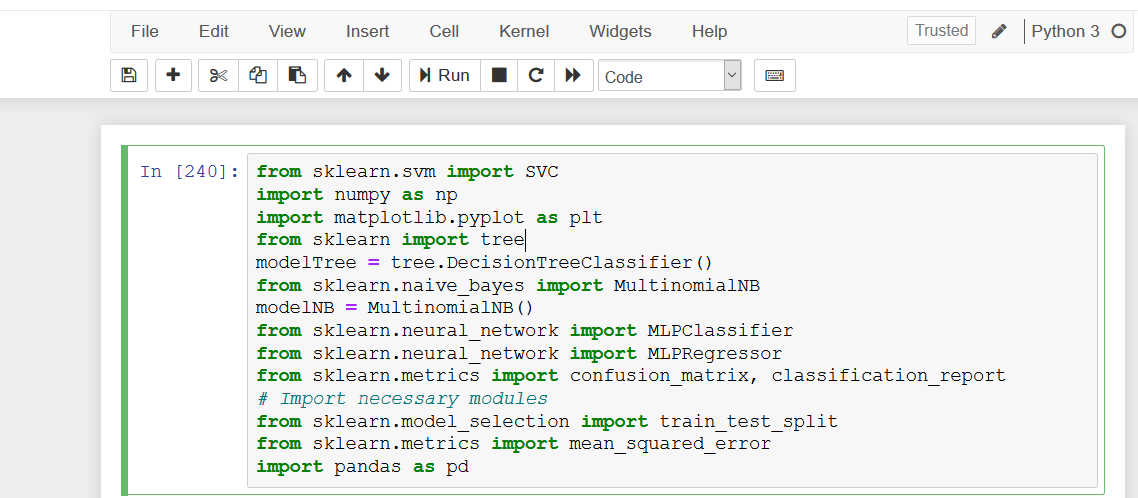 File Edit View Insert Cell Kernel Widgets Help Trusted Python 3
Run Code
In [240]: from sklearn.svm import SVC
import numpy as np
import matplotlib.pyplot as plt
from sklearn import tree
modelTree = tree.DecisionTreeClassifier()
from sklearn.naive_bayes import MultinomialNB
modelNB = MultinomialNB()
from sklearn.neural_network import MLPClassifier
from sklearn.neural_network import MLPRegressor
from sklearn.metrics import confusion_matrix, classification_report
# Import necessary modules
from sklearn.model_selection import train_test_split
from sklearn.metrics import mean_squared_error
import pandas as pd